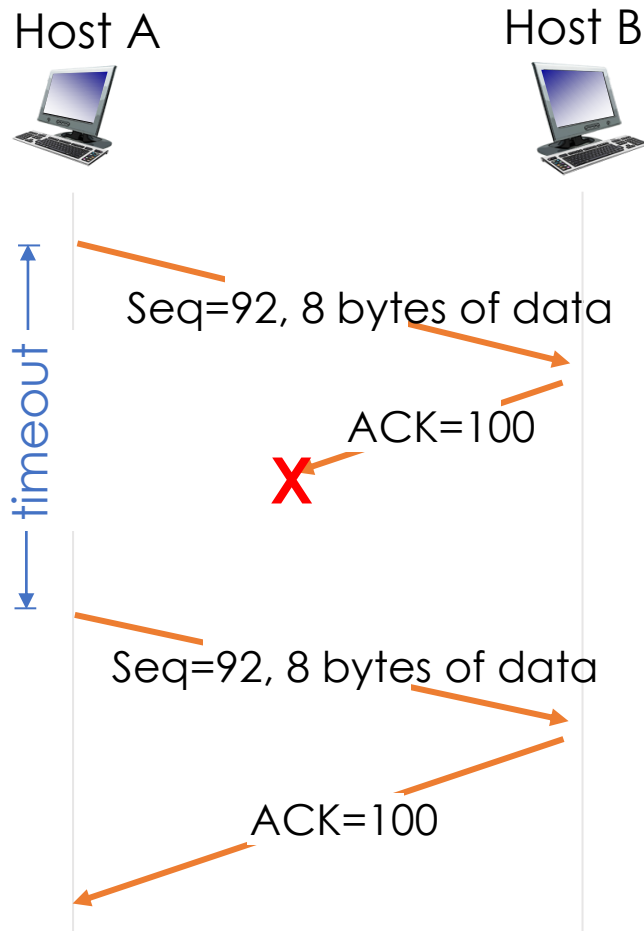 Host A
Host B
timeout
Seq=92, 8 bytes of data
ACK=100
X
Seq=92, 8 bytes of data
ACK=100